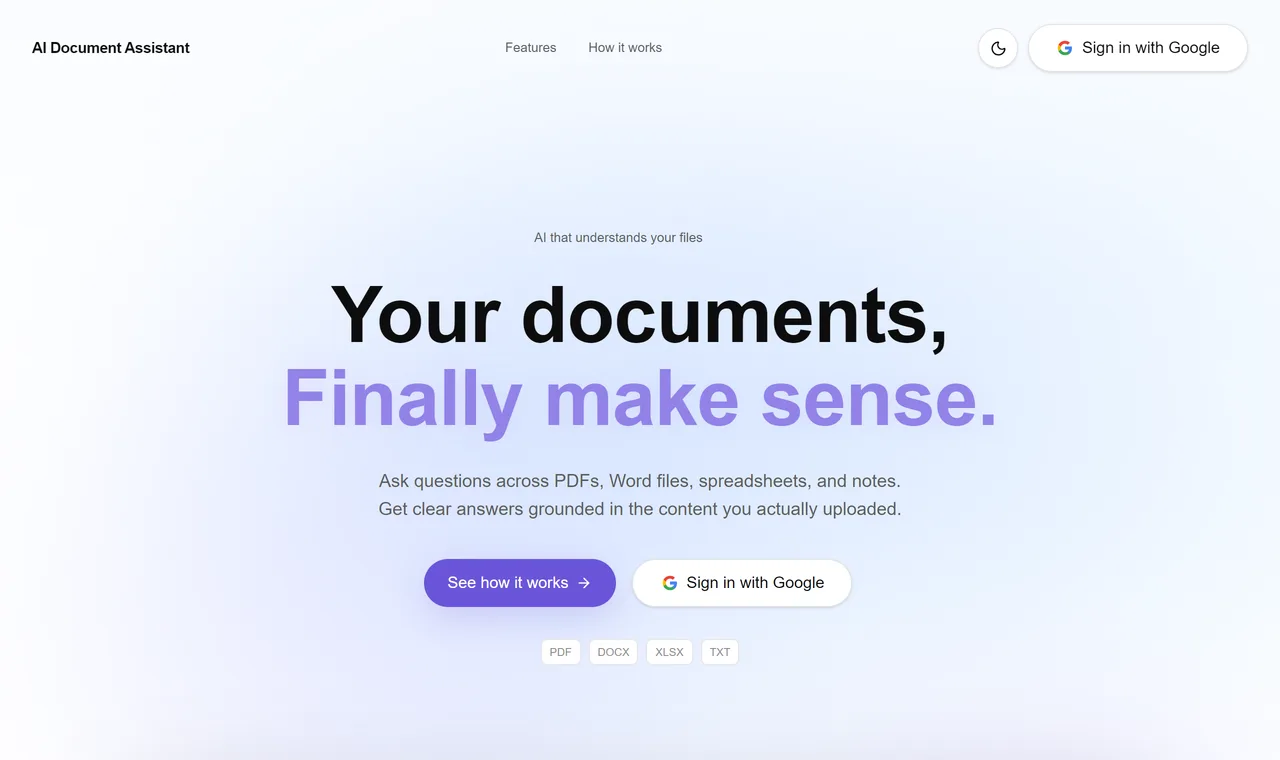 AI Document Assistant
Features
How it works
Sign in with Google
AI that understands your files
Your documents,
Finally make sense.
Ask questions across PDFs, Word files, spreadsheets, and notes.
Get clear answers grounded in the content you actually uploaded.
See how it works
Sign in with Google
PDF
DOCX
XLSX
TXT